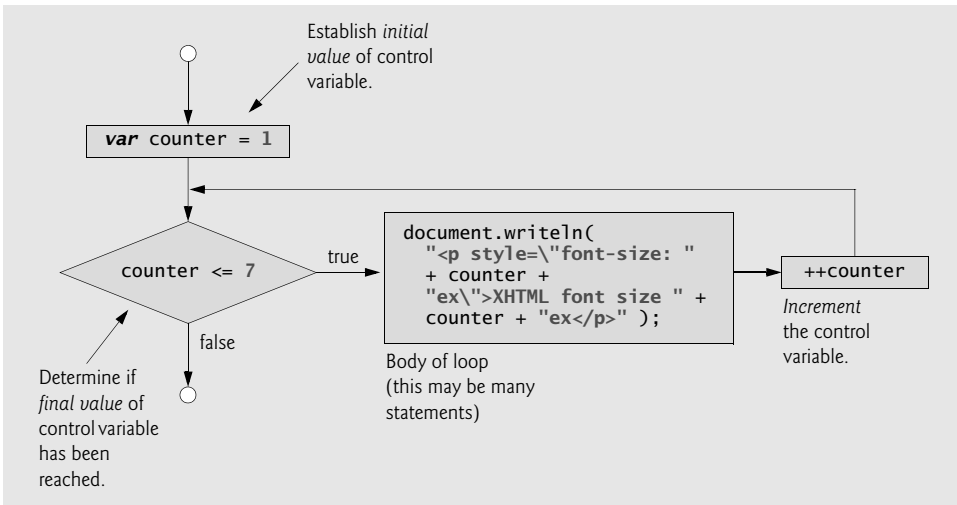 Establish initial
value of control
variable.
var counter = 1
counter <= 7
true
document.writeln(
"<p style=\"font-size: "
+ counter +
"ex\">XHTML font size " +
counter + "ex</p>" );
++counter
Increment
the control
variable.
false
Body of loop
(this may be many
statements)
Determine if
final value of
control variable
has been
reached.